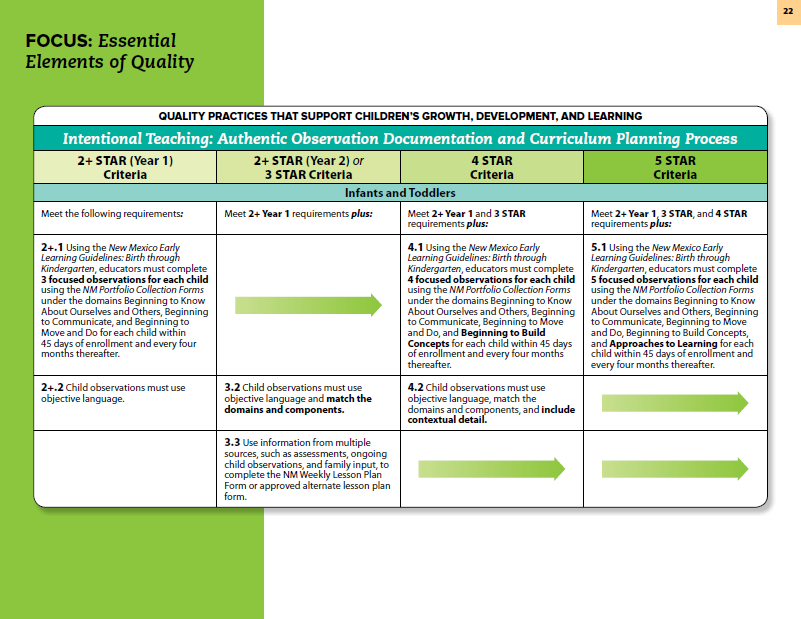 22
FOCUS: Essential
Elements of Quality
QUALITY PRACTICES THAT SUPPORT CHILDREN'S GROWTH, DEVELOPMENT, AND LEARNING
Intentional Teaching: Authentic Observation Documentation and Curriculum Planning Process
2+ STAR (Year 1)
Criteria
2+ STAR (Year 2) or
3 STAR Criteria
4 STAR
Criteria
5 STAR
Criteria
Infants and Toddlers
Meet the following requirements:
Meet 2+ Year 1 requirements plus:
Meet 2+ Year 1 and 3 STAR
requirements plus:
Meet 2+ Year 1, 3 STAR, and 4 STAR
requirements plus:
2+.1 Using the New Mexico Early
Learning Guidelines: Birth through
Kindergarten, educators must complete
3 focused observations for each child
using the NM Portfolio Collection Forms
under the domains Beginning to Know
About Ourselves and Others, Beginning
to Communicate, and Beginning to
Move and Do for each child within
45 days of enrollment and every four
months thereafter.
4.1 Using the New Mexico Early
Learning Guidelines: Birth through
Kindergarten, educators must complete
4 focused observations for each child
using the NM Portfolio Collection Forms
under the domains Beginning to Know
About Ourselves and Others, Beginning
to Communicate, Beginning to Move
and Do, and Beginning to Build
Concepts for each child within 45 days
of enrollment and every four months
thereafter.
5.1 Using the New Mexico Early
Learning Guidelines: Birth through
Kindergarten, educators must complete
5 focused observations for each child
using the NM Portfolio Collection Forms
under the domains Beginning to Know
About Ourselves and Others, Beginning
to Communicate, Beginning to Move
and Do, Beginning to Build Concepts,
and Approaches to Learning for each
child within 45 days of enrollment and
every four months thereafter.
2+.2 Child observations must use
objective language.
3.2 Child observations must use
objective language and match the
domains and components.
4.2 Child observations must use
objective language, match the
domains and components, and include
contextual detail.
3.3 Use information from multiple
sources, such as assessments, ongoing
child observations, and family input, to
complete the NM Weekly Lesson Plan
Form or approved alternate lesson plan
form.